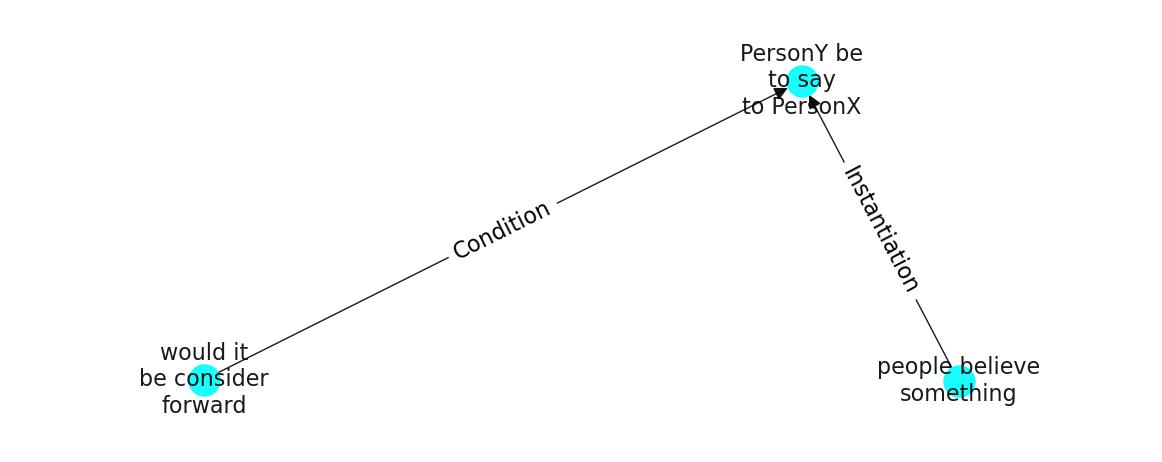 PersonY be
to say
to PersonX
Condition
Instantiation
would it
be consider
forward
people believe
something